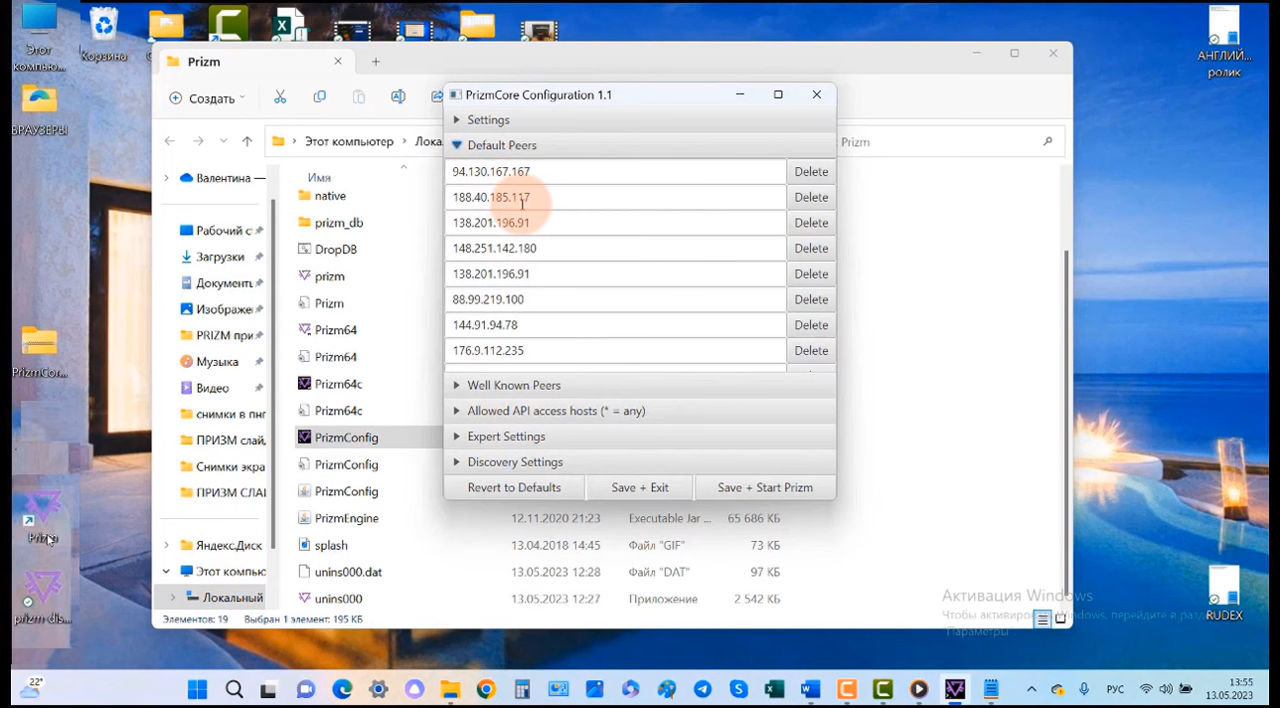 Этот
компью...
Корзина
АНГЛИЙ...
ролик
БРАУЗЕРЫ
PrizmCor...
Prizm
prizm dis...
RUDEX
Prizm
Создать
Этот компьютер
Лока
Prizm
Валентина
Рабочий с
Загрузки
Документь
Изображе
PRIZM при
Музыка
Видео
снимки в пнг
ПРИЗМ слай
Снимки экра
ПРИЗМ СЛАЙ
Яндекс.Диск
Этот компью
Локальный
Имя
native
prizm_db
DropDB
prizm
Prizm
Prizm64
Prizm64
Prizm64c
Prizm64c
PrizmConfig
PrizmConfig
PrizmConfig
PrizmEngine 12.11.2020 21:23 Executable Jar ... 65 686 КБ
splash 13.04.2018 14:45 Файл "GIF" 73 КБ
unins000.dat 13.05.2023 12:28 Файл "DAT" 97 КБ
unins000 13.05.2023 12:27 Приложение 2 542 КБ
Элементов: 19 Выбран 1 элемент: 195 КБ
PrizmCore Configuration 1.1
Settings
Default Peers
94.130.167.167 Delete
188.40.185.117 Delete
138.201.196.91 Delete
148.251.142.180 Delete
138.201.196.91 Delete
88.99.219.100 Delete
144.91.94.78 Delete
176.9.112.235 Delete
Well Known Peers
Allowed API access hosts (* = any)
Expert Settings
Discovery Settings
Revert to Defaults Save + Exit Save + Start Prizm
Активация Windows
Чтобы активиров Windows, перейдите в разд
"Параметры"
22°
РУС
13:55
13.05.2023